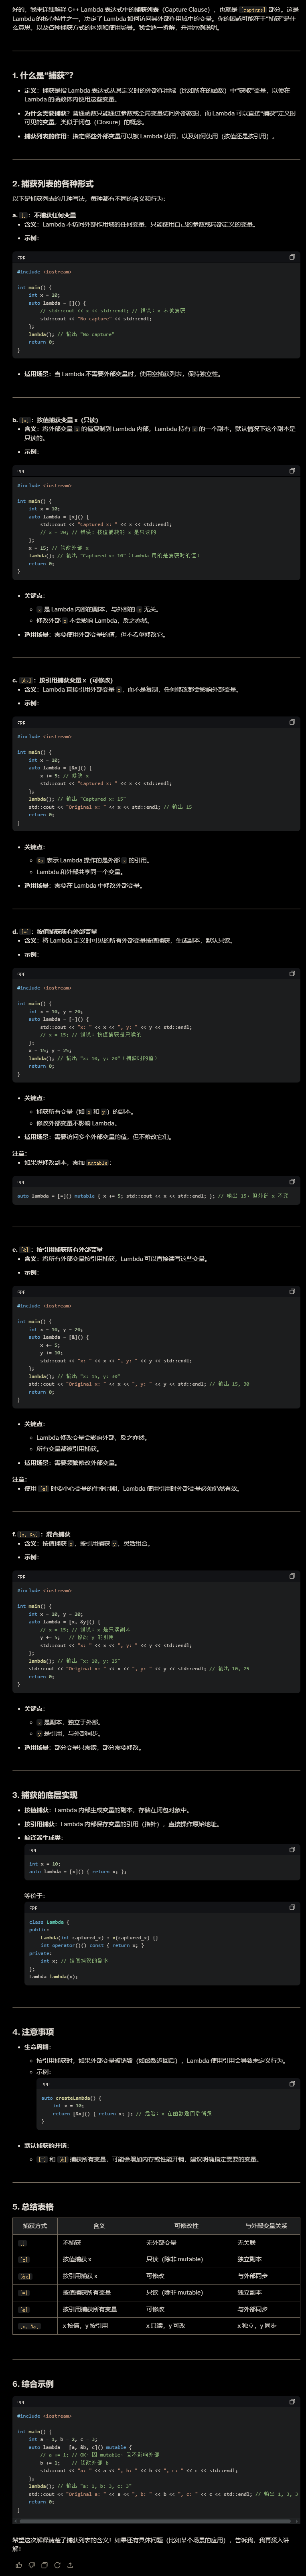 好的，我来详细解释 C++ Lambda 表达式中的捕获列表（Capture Clause），也就是 [capture] 部分。这是
Lambda 的核心特性之一，决定了 Lambda 如何访问其外部作用域中的变量。你的困惑可能在于“捕获”是什
么意思，以及各种捕获方式的区别和使用场景。我会逐一拆解，并用示例说明。
1. 什么是“捕获”？
• 定义：捕获是指 Lambda 表达式从其定义时的外部作用域（比如所在的函数）中“获取”变量，以便在
Lambda 的函数体内使用这些变量。
• 为什么需要捕获？普通函数只能通过参数或全局变量访问外部数据，而 Lambda 可以直接“捕获”定义时
可见的变量，类似于闭包（Closure）的概念。
• 捕获列表的作用：指定哪些外部变量可以被 Lambda 使用，以及如何使用（按值还是按引用）。
2. 捕获列表的各种形式
以下是捕获列表的几种写法，每种都有不同的含义和行为：
a. []：不捕获任何变量
• 含义：Lambda 不访问外部作用域的任何变量，只能使用自己的参数或局部定义的变量。
• 示例：
cpp
#include <iostream>
int main() {
int x = 10;
auto lambda = []() {
// std::cout << x << std::endl; // 错误：x 未被捕获
std::cout << "No capture" << std::endl;
};
lambda(); // 输出 "No capture"
return 0;
}
• 适用场景：当 Lambda 不需要外部变量时，使用空捕获列表，保持独立性。
b. [x]：按值捕获变量 x（只读）
• 含义：将外部变量 x 的值复制到 Lambda 内部，Lambda 持有 x 的一个副本，默认情况下这个副本是
只读的。
• 示例：
cpp
#include <iostream>
int main() {
int x = 10;
auto lambda = [x]() {
std::cout << "Captured x: " << x << std::endl;
// x = 20; // 错误：按值捕获的 x 是只读的
};
x = 15; // 修改外部 x
lambda(); // 输出 "Captured x: 10"（Lambda 用的是捕获时的值）
return 0;
}
• 关键点：
◦ x 是 Lambda 内部的副本，与外部的 x 无关。
◦ 修改外部 x 不会影响 Lambda，反之亦然。
• 适用场景：需要使用外部变量的值，但不希望修改它。
c. [&x]：按引用捕获变量 x（可修改）
• 含义：Lambda 直接引用外部变量 x，而不是复制，任何修改都会影响外部变量。
• 示例：
cpp
#include <iostream>
int main() {
int x = 10;
auto lambda = [&x]() {
x += 5; // 修改 x
std::cout << "Captured x: " << x << std::endl;
};
lambda(); // 输出 "Captured x: 15"
std::cout << "Original x: " << x << std::endl; // 输出 15
return 0;
}
• 关键点：
◦ &x 表示 Lambda 操作的是外部 x 的引用。
◦ Lambda 和外部共享同一个变量。
• 适用场景：需要在 Lambda 中修改外部变量。
d. [=]：按值捕获所有外部变量
• 含义：将 Lambda 定义时可见的所有外部变量按值捕获，生成副本，默认只读。
• 示例：
cpp
#include <iostream>
int main() {
int x = 10, y = 20;
auto lambda = [=]() {
std::cout << "x: " << x << ", y: " << y << std::endl;
// x = 15; // 错误：按值捕获是只读的
};
x = 15; y = 25;
lambda(); // 输出 "x: 10, y: 20"（捕获时的值）
return 0;
}
• 关键点：
◦ 捕获所有变量（如 x 和 y）的副本。
◦ 修改外部变量不影响 Lambda。
• 适用场景：需要访问多个外部变量的值，但不修改它们。
注意：
• 如果想修改副本，需加 mutable：
cpp
auto lambda = [=]() mutable { x += 5; std::cout << x << std::endl; }; // 输出 15，但外部 x 不变
e. [&]：按引用捕获所有外部变量
• 含义：将所有外部变量按引用捕获，Lambda 可以直接读写这些变量。
• 示例：
cpp
#include <iostream>
int main() {
int x = 10, y = 20;
auto lambda = [&]() {
x += 5;
y += 10;
std::cout << "x: " << x << ", y: " << y << std::endl;
};
lambda(); // 输出 "x: 15, y: 30"
std::cout << "Original x: " << x << ", y: " << y << std::endl; // 输出 15, 30
return 0;
}
• 关键点：
◦ Lambda 修改变量会影响外部，反之亦然。
◦ 所有变量都被引用捕获。
• 适用场景：需要频繁修改外部变量。
注意：
• 使用 [&] 时要小心变量的生命周期，Lambda 使用引用时外部变量必须仍然有效。
f. [x, &y]：混合捕获
• 含义：按值捕获 x，按引用捕获 y，灵活组合。
• 示例：
cpp
#include <iostream>
int main() {
int x = 10, y = 20;
auto lambda = [x, &y]() {
// x = 15; // 错误：x 是只读副本
y += 5; // 修改 y 的引用
std::cout << "x: " << x << ", y: " << y << std::endl;
};
lambda(); // 输出 "x: 10, y: 25"
std::cout << "Original x: " << x << ", y: " << y << std::endl; // 输出 10, 25
return 0;
}
• 关键点：
◦ x 是副本，独立于外部。
◦ y 是引用，与外部同步。
• 适用场景：部分变量只需读，部分需要修改。
3. 捕获的底层实现
• 按值捕获：Lambda 内部生成变量的副本，存储在闭包对象中。
• 按引用捕获：Lambda 内部保存变量的引用（指针），直接操作原始地址。
• 编译器生成类：
cpp
int x = 10;
auto lambda = [x]() { return x; };
等价于：
cpp
class Lambda {
public:
Lambda(int captured_x) : x(captured_x) {}
int operator()() const { return x; }
private:
int x; // 按值捕获的副本
};
Lambda lambda(x);
4. 注意事项
• 生命周期：
◦ 按引用捕获时，如果外部变量被销毁（如函数返回后），Lambda 使用引用会导致未定义行为。
◦ 示例：
cpp
auto createLambda() {
int x = 10;
return [&x]() { return x; }; // 危险：x 在函数返回后销毁
}
• 默认捕获的开销：
◦ [=] 和 [&] 捕获所有变量，可能会增加内存或性能开销，建议明确指定需要的变量。
5. 总结表格
捕获方式 含义 可修改性 与外部变量关系
[] 不捕获 无外部变量 无关联
[x] 按值捕获 x 只读（除非 mutable） 独立副本
[&x] 按引用捕获 x 可修改 与外部同步
[=] 按值捕获所有变量 只读（除非 mutable） 独立副本
[&] 按引用捕获所有变量 可修改 与外部同步
[x, &y] x 按值，y 按引用 x 只读，y 可改 x 独立，y 同步
6. 综合示例
cpp
#include <iostream>
int main() {
int a = 1, b = 2, c = 3;
auto lambda = [a, &b, c]() mutable {
// a += 1; // OK，因 mutable，但不影响外部
b += 1; // 修改外部 b
std::cout << "a: " << a << ", b: " << b << ", c: " << c << std::endl;
};
lambda(); // 输出 "a: 1, b: 3, c: 3"
std::cout << "Original a: " << a << ", b: " << b << ", c: " << c << std::endl; // 输出 1, 3, 3
return 0;
}
希望这次解释清楚了捕获列表的含义！如果还有具体问题（比如某个场景的应用），告诉我，我再深入讲
解！